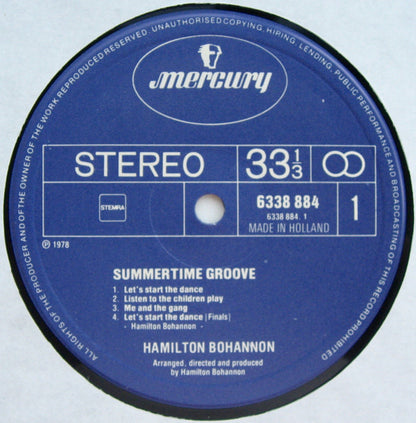 ALL RIGHTS OF THE PRODUCER AND OF THE OWNER OF THE WORK REPRODUCED RESERVED. UNAUTHORISED COPYING, HIRING, LENDING, PUBLIC PERFORMANCE AND BROADCASTING OF THIS RECORD PROHIBITED
mercury
STEREO 33 1/3
STEMRA
6338 884
6338 884. 1
MADE IN HOLLAND
1
℗ 1978
SUMMERTIME GROOVE
1. Let's start the dance
2. Listen to the children play
3. Me and the gang
4. Let's start the dance (Finals)
- Hamilton Bohannon -
HAMILTON BOHANNON
Arranged, directed and produced
by Hamilton Bohannon